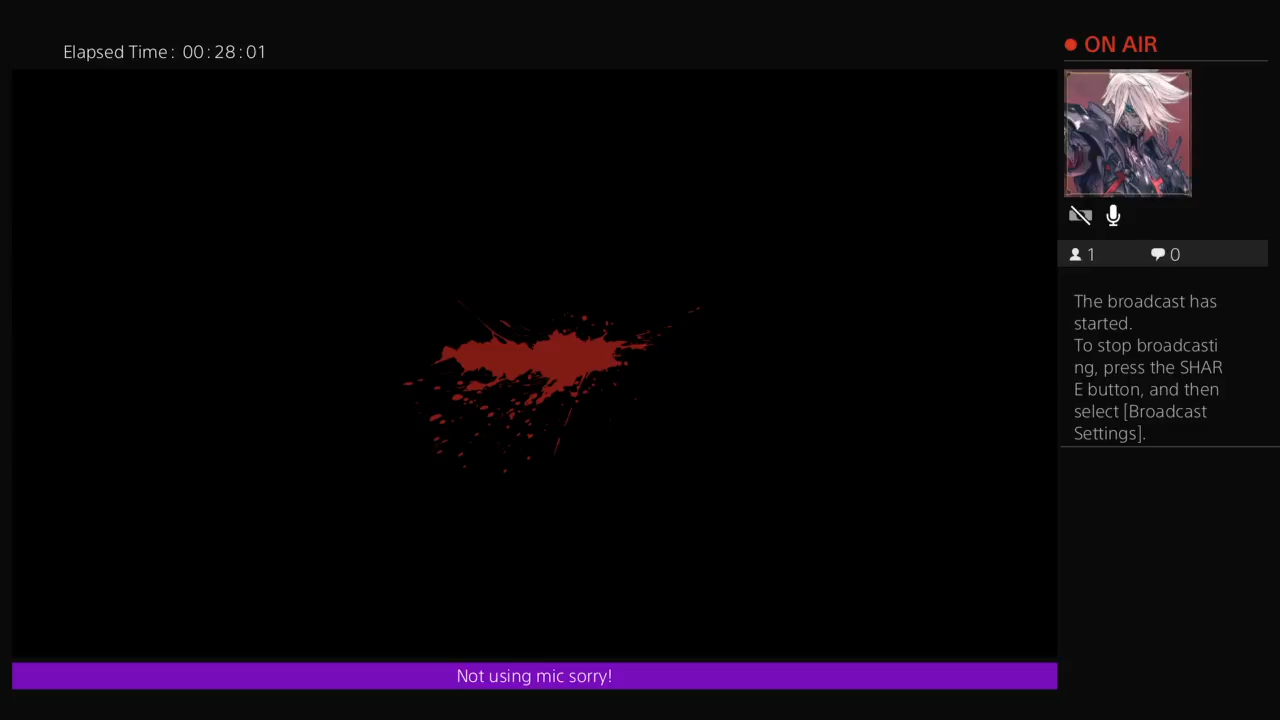 Elapsed Time: 00:28:01
ON AIR
1
0
The broadcast has
started.
To stop broadcasti
ng, press the SHAR
E button, and then
select [Broadcast
Settings].
Not using mic sorry!